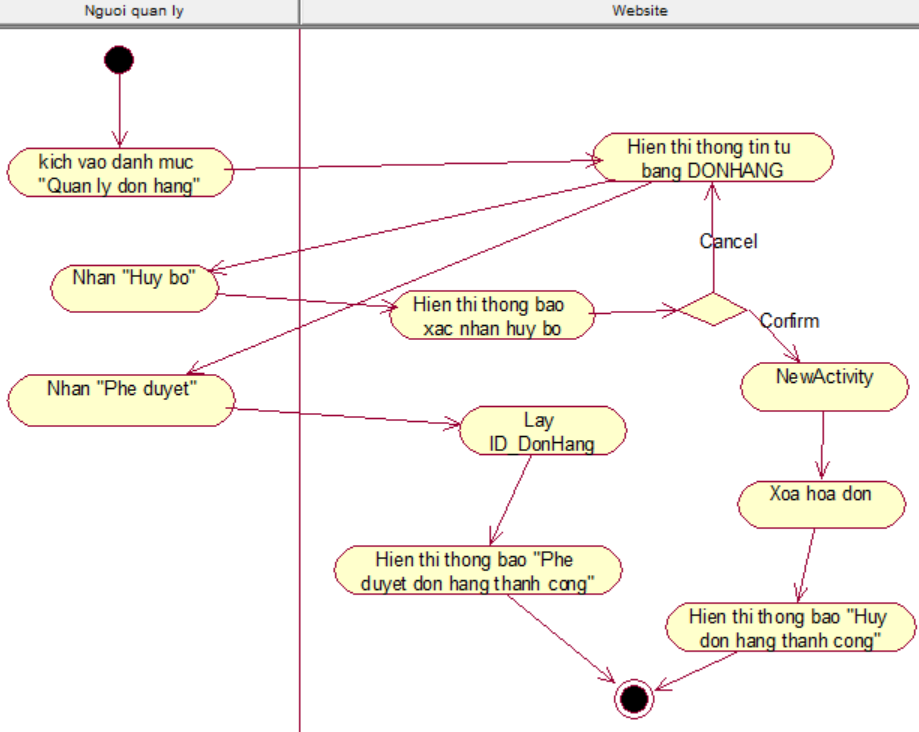 Nguoi quan ly
Website
kich vao danh muc
"Quan ly don hang"
Hien thi thong tin tu
bang DONHANG
Cancel
Nhan "Huy bo"
Hien thi thong bao
xac nhan huy bo
Corfirm
NewActivity
Nhan "Phe duyet"
Lay
ID_DonHang
Xoa hoa don
Hien thi thong bao "Phe
duyet don hang thanh cong"
Hien thi thong bao "Huy
don hang thanh cong"